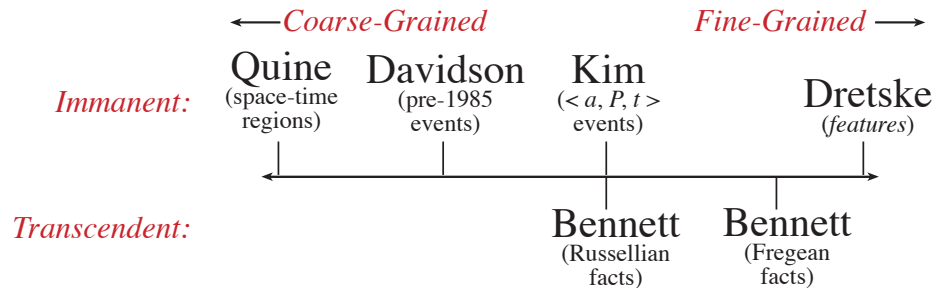 Coarse-Grained Fine-Grained
Quine Davidson Kim
Immanent: (space-time (pre-1985 (< a, P, t > Dretske
regions) events) events) (features)
Transcendent: Bennett Bennett
(Russellian (Fregean
facts) facts)